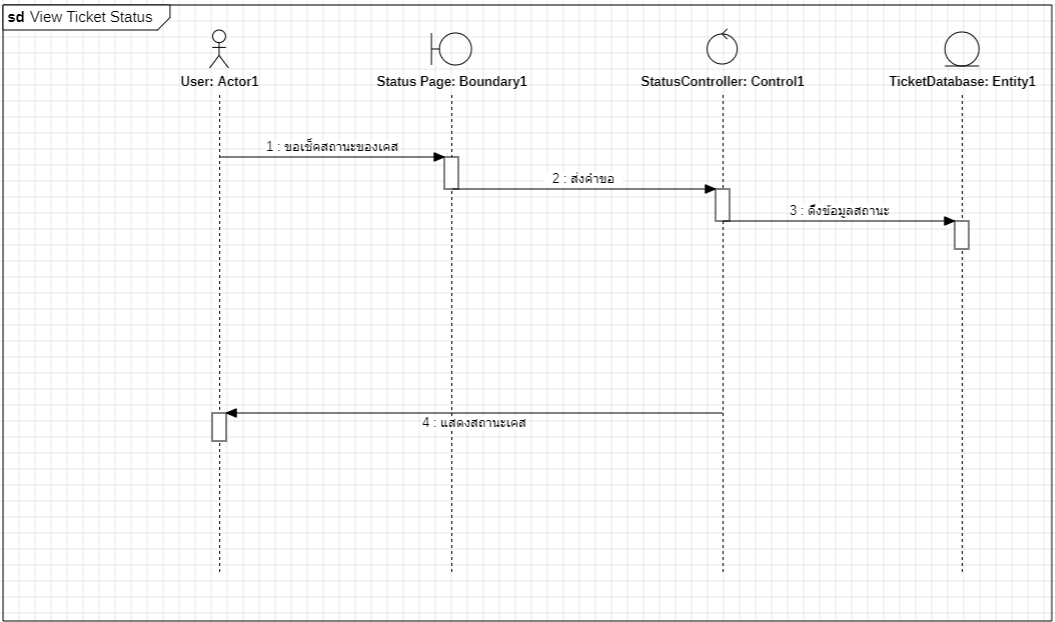 sd View Ticket Status
User: Actor1
Status Page: Boundary1
StatusController: Control1
TicketDatabase: Entity1
1 : ขอเช็คสถานะของเคส
2 : ส่งคำขอ
3 : ดึงข้อมูลสถานะ
4 : แสดงสถานะเคส